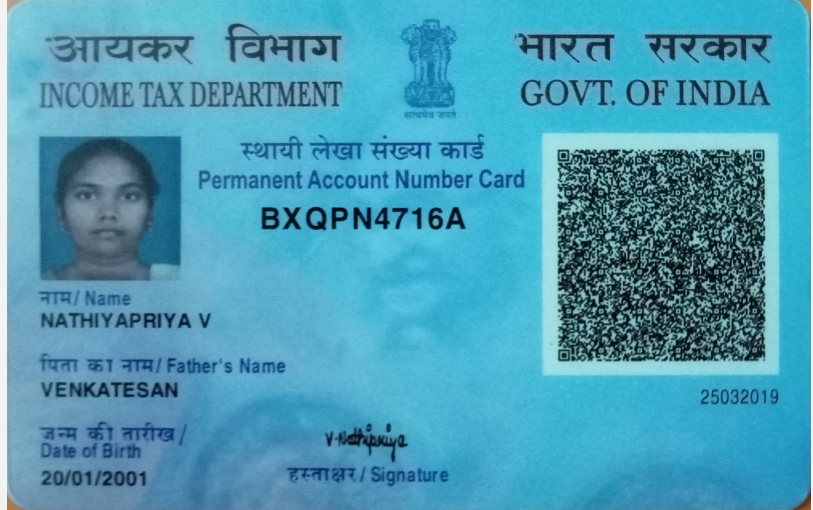 आयकर विभाग
INCOME TAX DEPARTMENT
सत्यमेव जयते
भारत सरकार
GOVT. OF INDIA
स्थायी लेखा संख्या कार्ड
Permanent Account Number Card
BXQPN4716A
नाम/ Name
NATHIYAPRIYA V
पिता का नाम/ Father's Name
VENKATESAN
25032019
जन्म की तारीख/
Date of Birth
20/01/2001
V.Nathipriya
हस्ताक्षर/ Signature